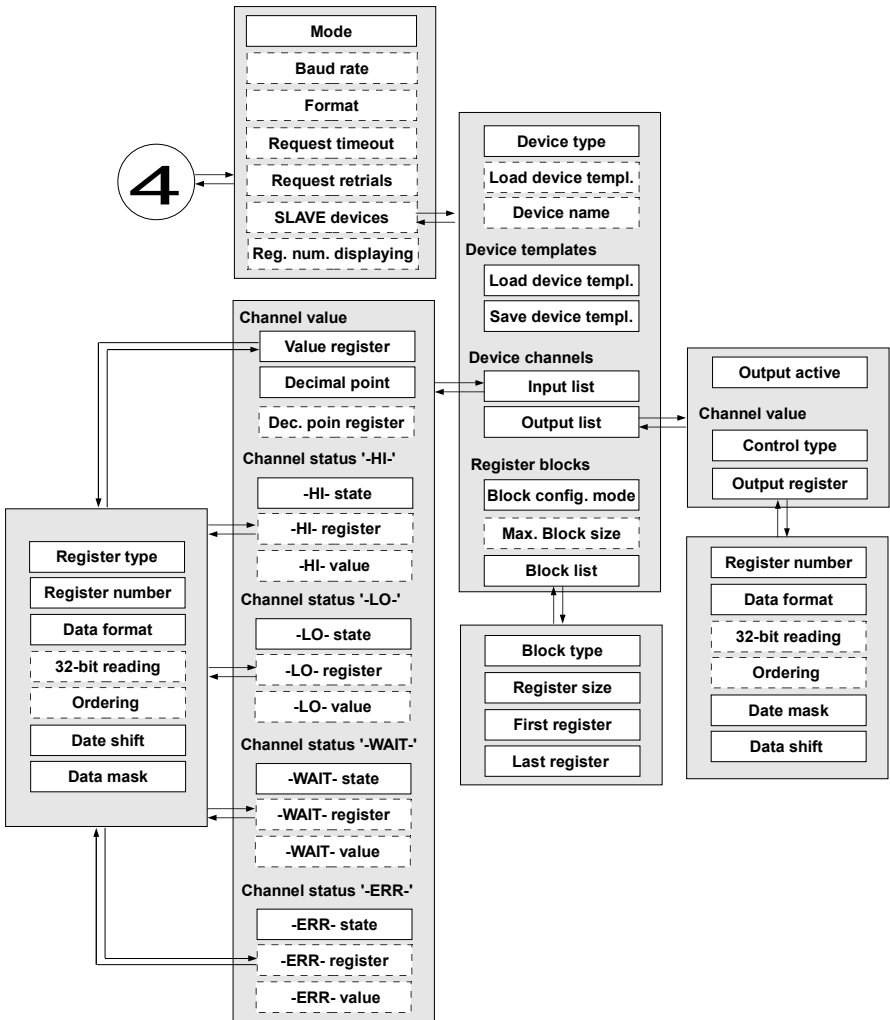 4
Mode
Baud rate
Format
Request timeout
Request retrials
SLAVE devices
Reg. num. displaying
Device type
Load device templ.
Device name
Device templates
Load device templ.
Save device templ.
Device channels
Input list
Output list
Register blocks
Block config. mode
Max. Block size
Block list
Output active
Channel value
Control type
Output register
Register number
Data format
32-bit reading
Ordering
Date mask
Data shift
Block type
Register size
First register
Last register
Channel value
Value register
Decimal point
Dec. poin register
Channel status '-HI-'
-HI- state
-HI- register
-HI- value
Channel status '-LO-'
-LO- state
-LO- register
-LO- value
Channel status '-WAIT-'
-WAIT- state
-WAIT- register
-WAIT- value
Channel status '-ERR-'
-ERR- state
-ERR- register
-ERR- value
Register type
Register number
Data format
32-bit reading
Ordering
Date shift
Data mask